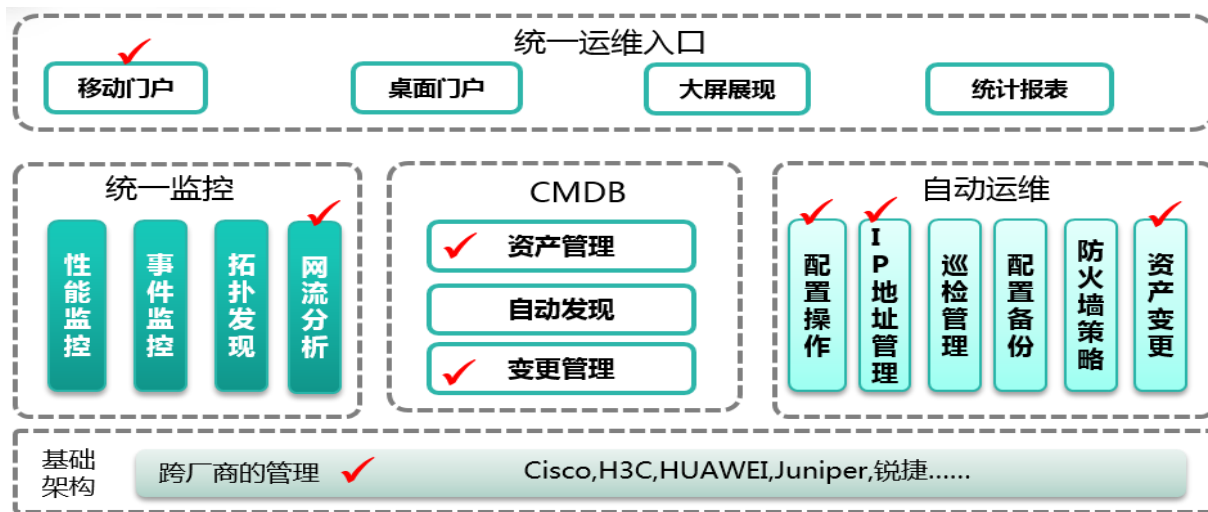 统一运维入口
移动门户
桌面门户
大屏展现
统计报表
统一监控
性能监控
事件监控
拓扑发现
网流分析
CMDB
资产管理
自动发现
变更管理
自动运维
配置操作
IP地址管理
巡检管理
配置备份
防火墙策略
资产变更
基础
架构
跨厂商的管理
Cisco,H3C,HUAWEI,Juniper,锐捷......